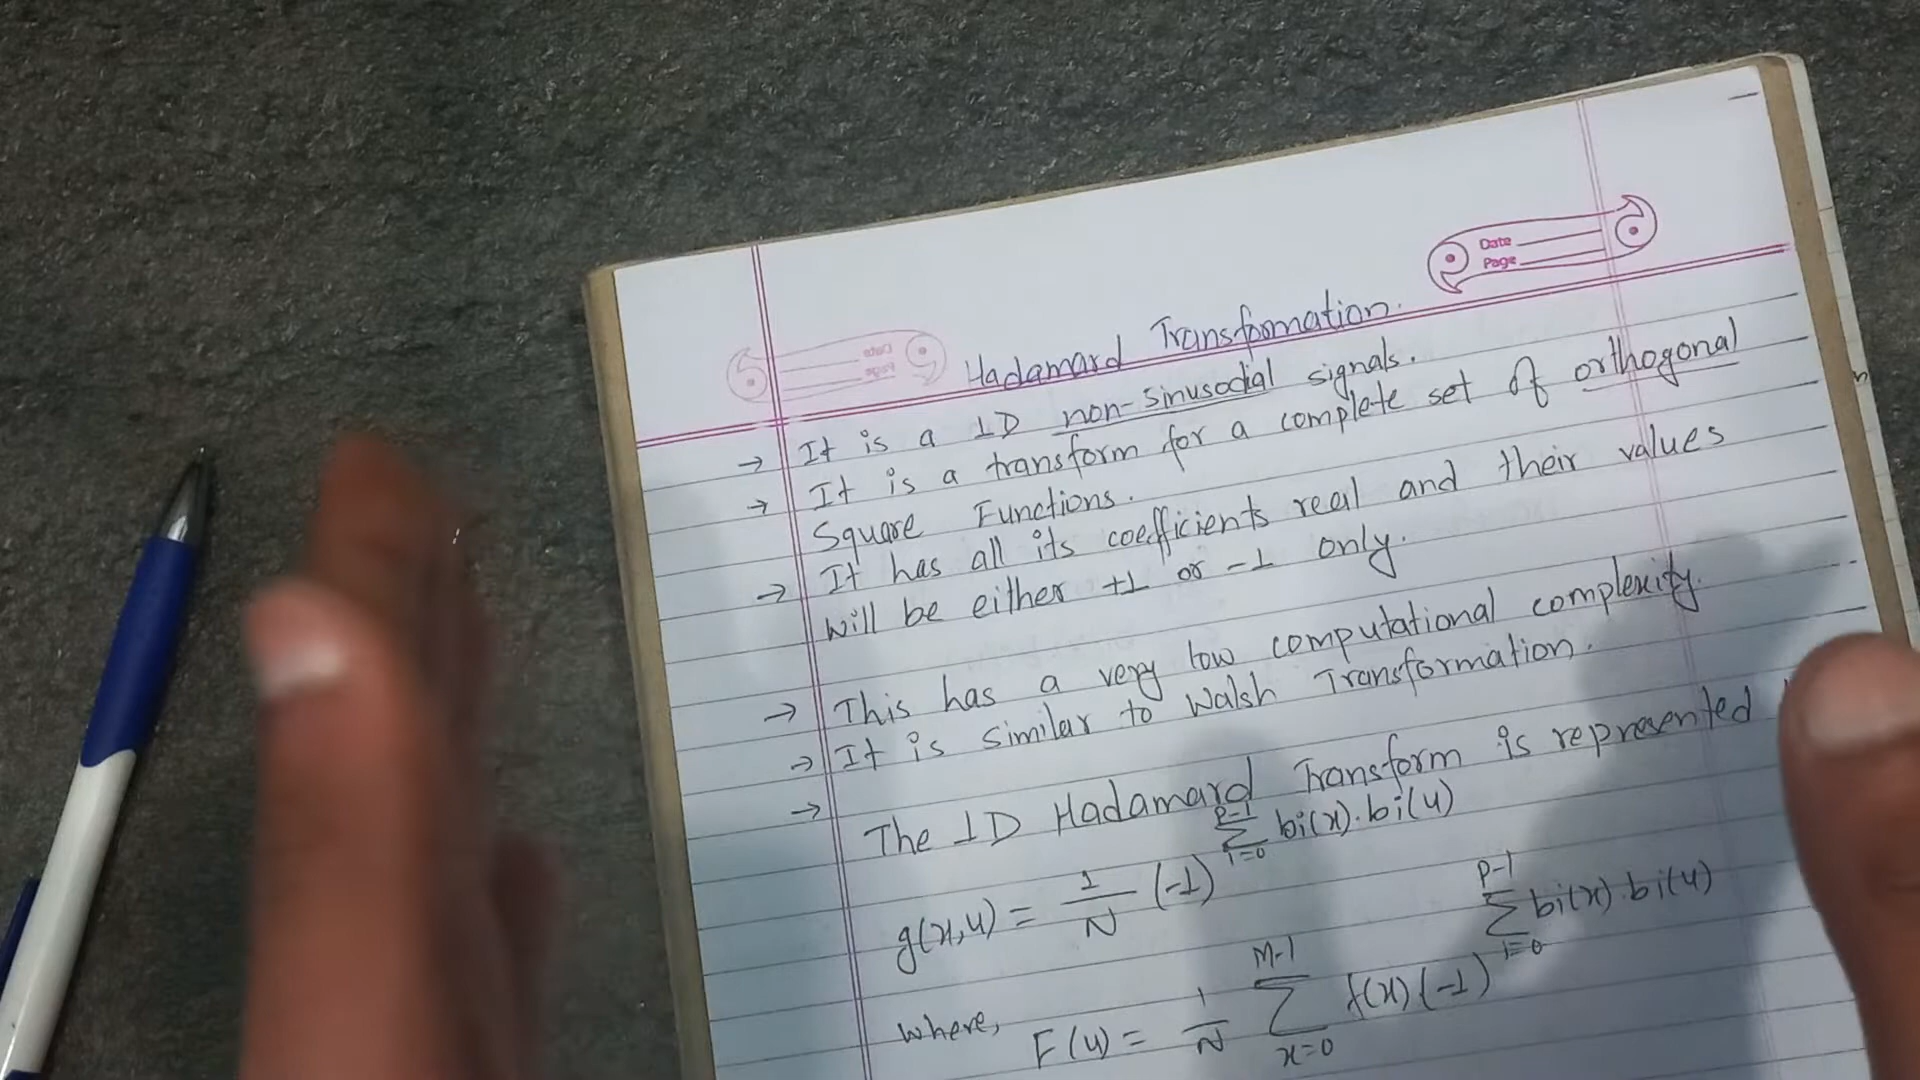 Date
Page
Hadamard Transformation.
→ It is a 1D non-sinusodial signals.
→ It is a transform for a complete set of orthogonal
Square Functions.
→ It has all its coefficients real and their values
will be either +1 or -1 only.
→ This has a very low computational complexity.
→ It is similar to Walsh Transformation.
→ The 1D Hadamard Transform is represented
g(x,u) = 1/N (-1)^{Σ_{i=0}^{P-1} bi(x).bi(u)}
where,
F(u) = 1/N Σ_{x=0}^{M-1} f(x)(-1)^{Σ_{i=0}^{P-1} bi(x).bi(u)}